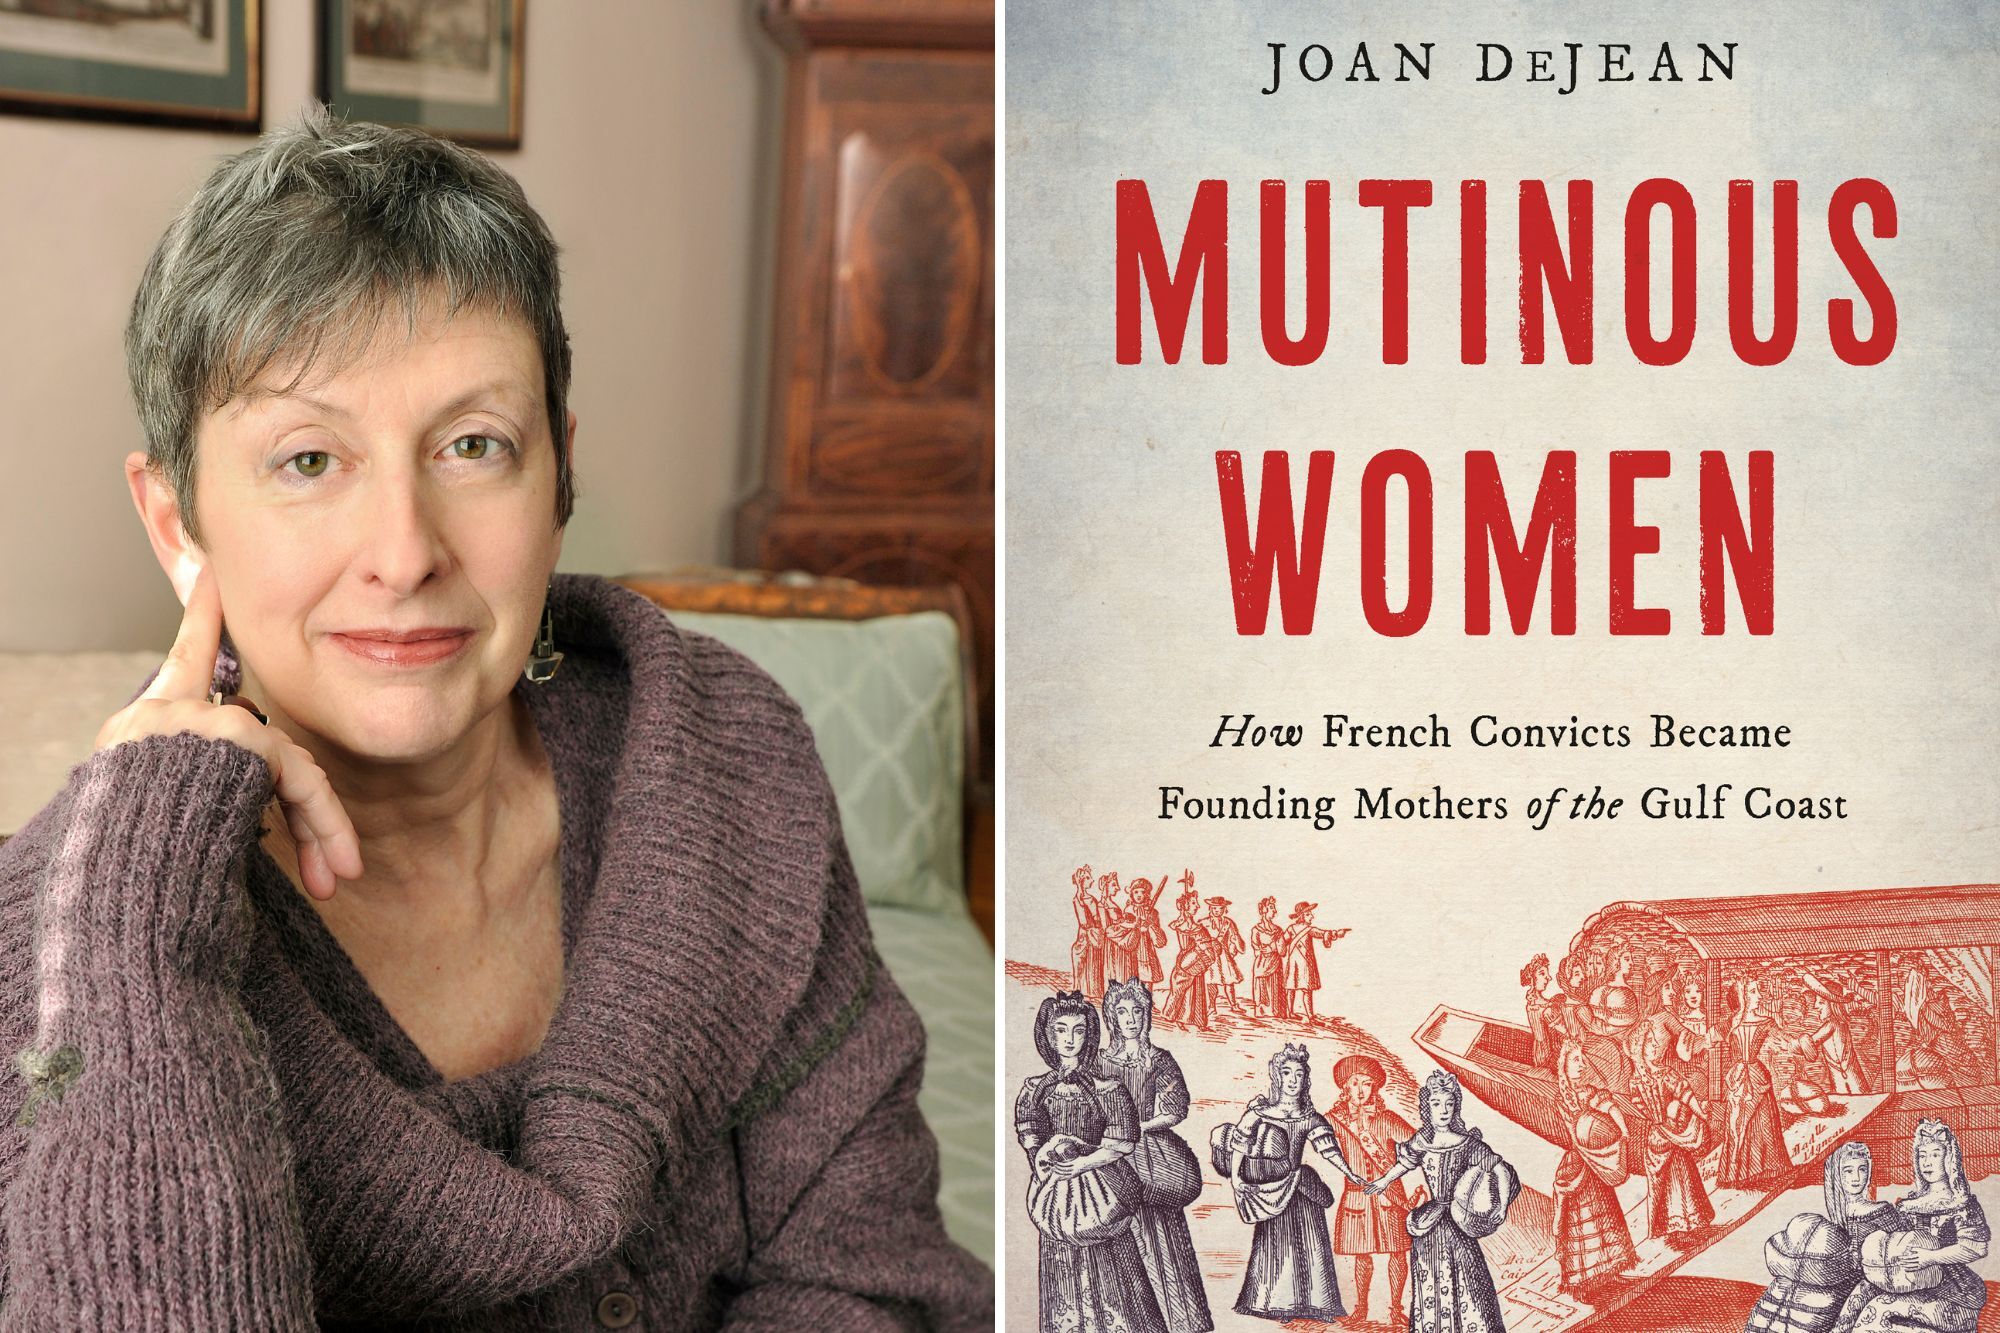 JOAN DEJEAN
MUTINOUS
WOMEN
How French Convicts Became
Founding Mothers of the Gulf Coast